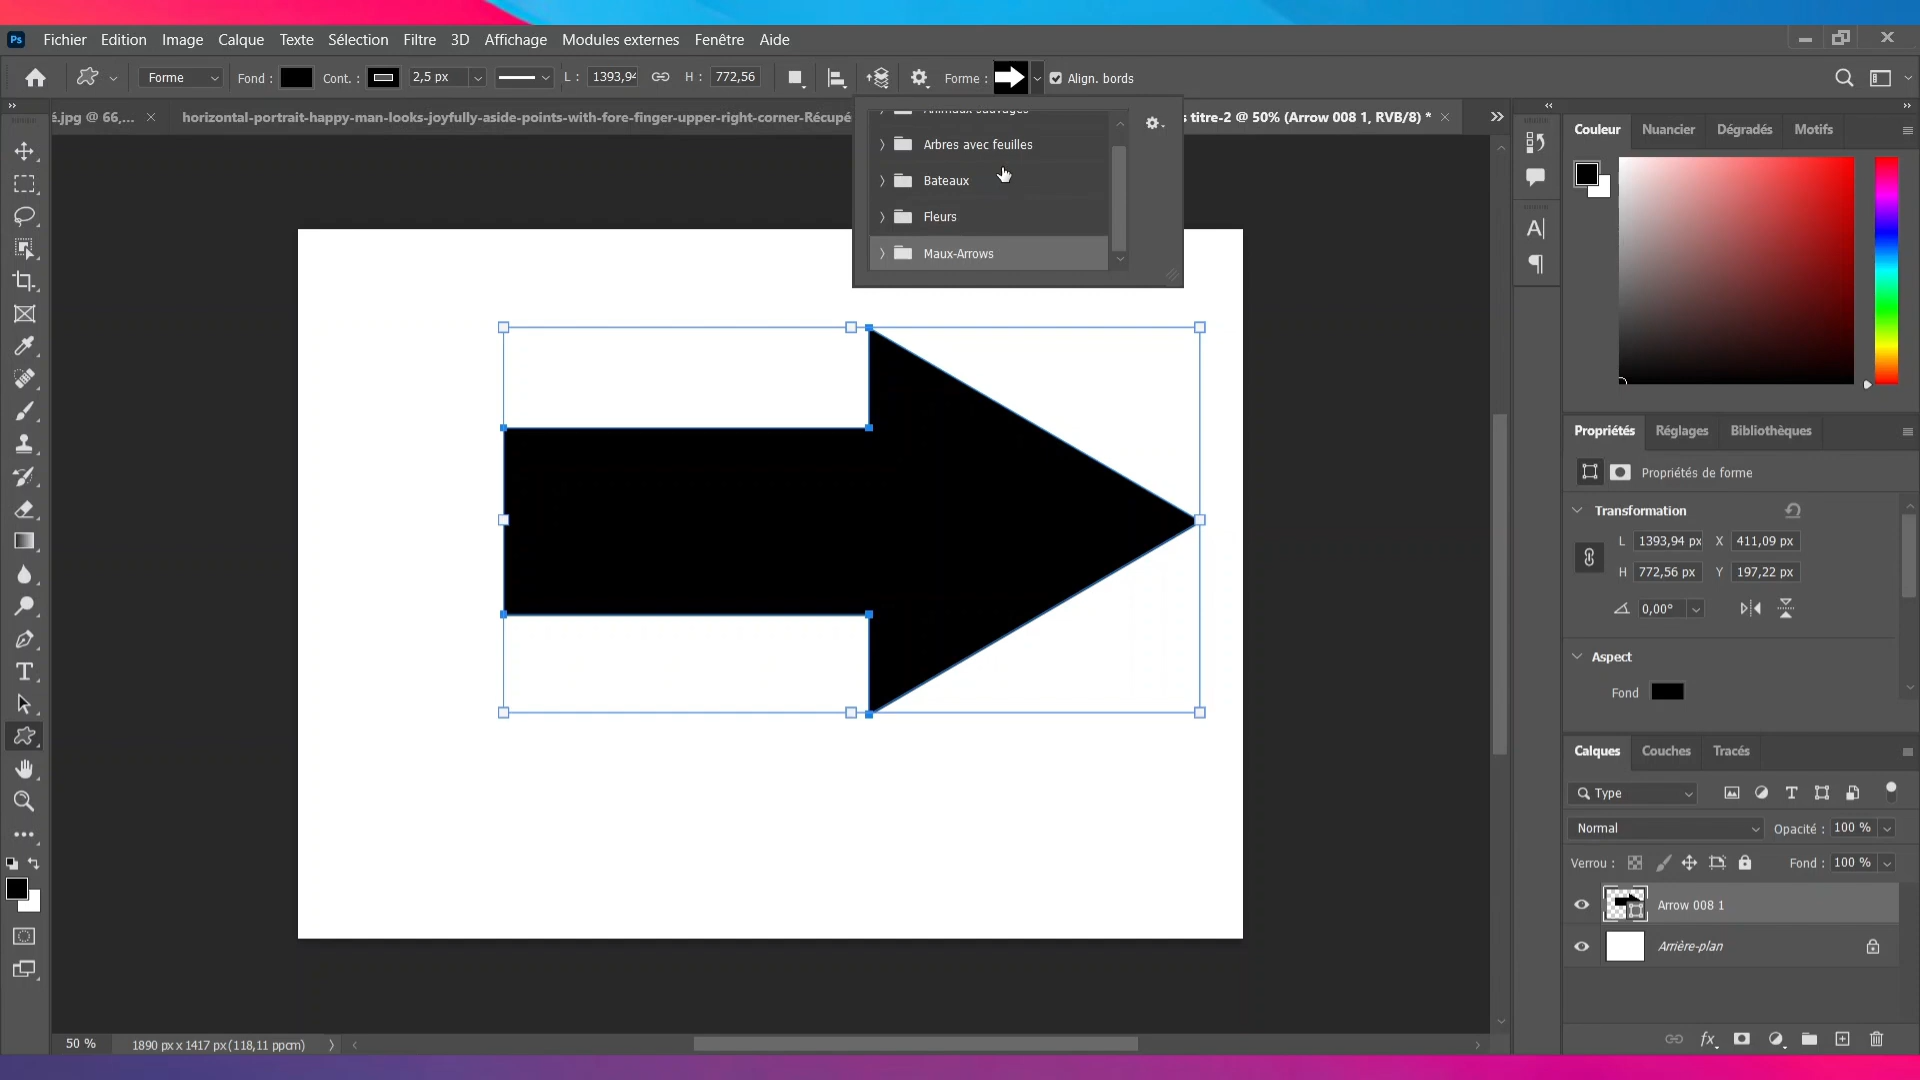 Ps Fichier Edition Image Calque Texte Sélection Filtre 3D Affichage Modules externes Fenêtre Aide
Forme Fond : Cont. : 2,5 px L : 1393,94 H : 772,56 Forme : Align. bords
é.jpg @ 66,... horizontal-portrait-happy-man-looks-joyfully-aside-points-with-fore-finger-upper-right-corner-Récupé s titre-2 @ 50% (Arrow 008 1, RVB/8) *
Animaux sauvages
Arbres avec feuilles
Bateaux
Fleurs
Maux-Arrows
Couleur Nuancier Dégradés Motifs
Propriétés Réglages Bibliothèques
Propriétés de forme
Transformation
L 1393,94 px X 411,09 px
H 772,56 px Y 197,22 px
0,00°
Aspect
Fond
Calques Couches Tracés
Type
Normal Opacité : 100 %
Verrou : Fond : 100 %
Arrow 008 1
Arrière-plan
fx
50 % 1890 px x 1417 px (118,11 ppcm)